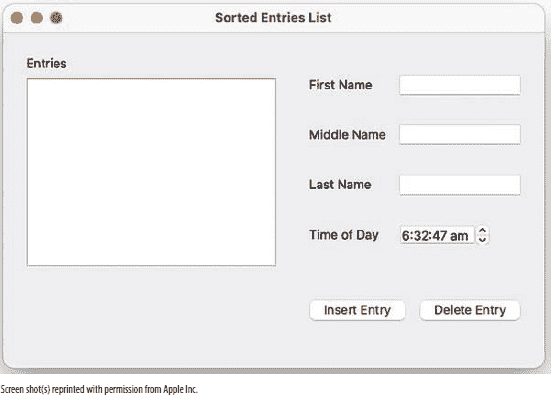 Sorted Entries List
Entries
First Name
Middle Name
Last Name
Time of Day 6:32:47 am
Insert Entry Delete Entry
Screen shot(s) reprinted with permission from Apple Inc.